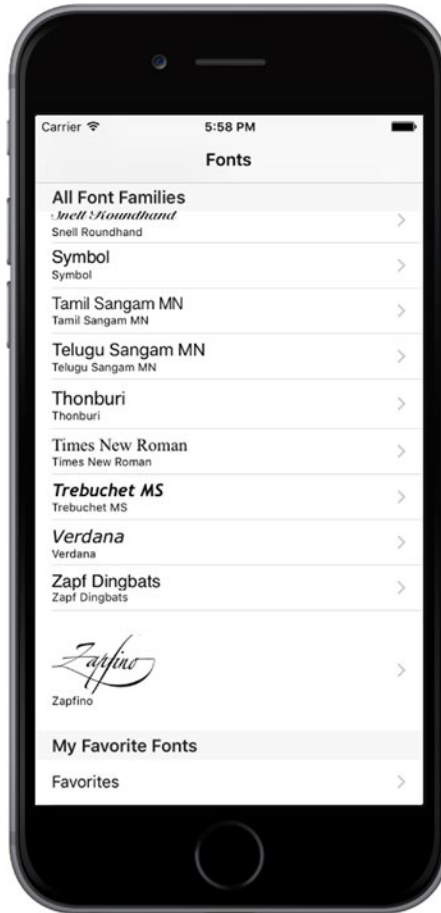 Carrier 5:58 PM
Fonts
All Font Families
Snell Roundhand
Snell Roundhand
Symbol
Symbol
Tamil Sangam MN
Tamil Sangam MN
Telugu Sangam MN
Telugu Sangam MN
Thonburi
Thonburi
Times New Roman
Times New Roman
Trebuchet MS
Trebuchet MS
Verdana
Verdana
Zapf Dingbats
Zapf Dingbats
Zapfino
Zapfino
My Favorite Fonts
Favorites